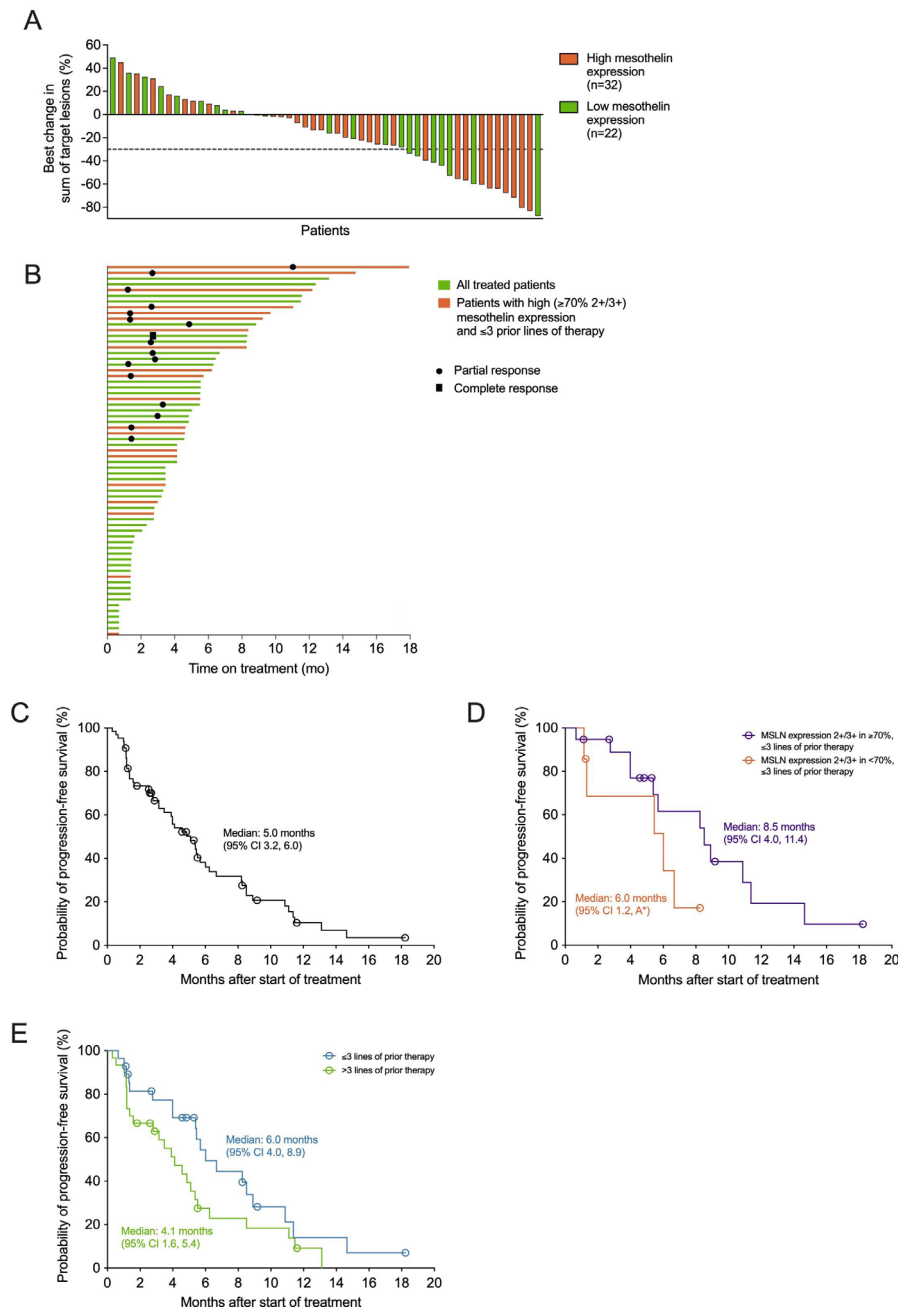 A
Best change in
sum of target lesions (%)
60
40
20
0
-20
-40
-60
-80
Patients
High mesothelin
expression
(n=32)
Low mesothelin
expression
(n=22)
B
0 2 4 6 8 10 12 14 16 18
Time on treatment (mo)
All treated patients
Patients with high (≥70% 2+/3+)
mesothelin expression
and ≤3 prior lines of therapy
Partial response
Complete response
C
Probability of progression-free survival (%)
100
80
60
40
20
0
0 2 4 6 8 10 12 14 16 18 20
Months after start of treatment
Median: 5.0 months
(95% CI 3.2, 6.0)
D
Probability of progression-free survival (%)
100
80
60
40
20
0
0 2 4 6 8 10 12 14 16 18 20
Months after start of treatment
MSLN expression 2+/3+ in ≥70%,
≤3 lines of prior therapy
MSLN expression 2+/3+ in <70%,
≤3 lines of prior therapy
Median: 8.5 months
(95% CI 4.0, 11.4)
Median: 6.0 months
(95% CI 1.2, A*)
E
Probability of progression-free survival (%)
100
80
60
40
20
0
0 2 4 6 8 10 12 14 16 18 20
Months after start of treatment
≤3 lines of prior therapy
>3 lines of prior therapy
Median: 6.0 months
(95% CI 4.0, 8.9)
Median: 4.1 months
(95% CI 1.6, 5.4)